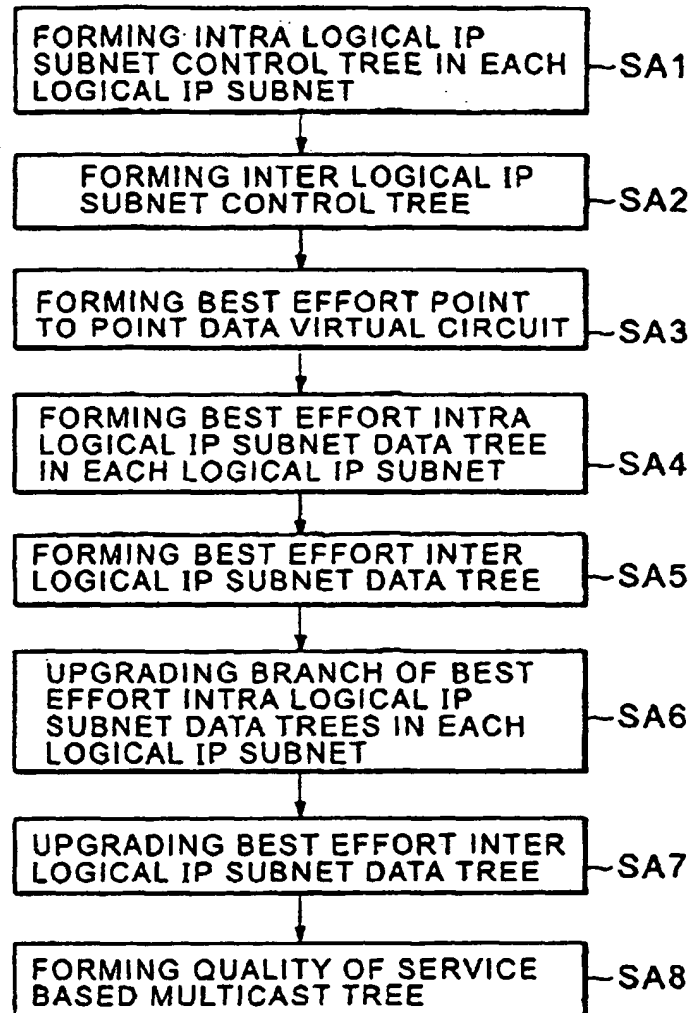 FORMING INTRA LOGICAL IP
SUBNET CONTROL TREE IN EACH
LOGICAL IP SUBNET
SA1
FORMING INTER LOGICAL IP
SUBNET CONTROL TREE
SA2
FORMING BEST EFFORT POINT
TO POINT DATA VIRTUAL CIRCUIT
SA3
FORMING BEST EFFORT INTRA
LOGICAL IP SUBNET DATA TREE
IN EACH LOGICAL IP SUBNET
SA4
FORMING BEST EFFORT INTER
LOGICAL IP SUBNET DATA TREE
SA5
UPGRADING BRANCH OF BEST
EFFORT INTRA LOGICAL IP
SUBNET DATA TREES IN EACH
LOGICAL IP SUBNET
SA6
UPGRADING BEST EFFORT INTER
LOGICAL IP SUBNET DATA TREE
SA7
FORMING QUALITY OF SERVICE
BASED MULTICAST TREE
SA8